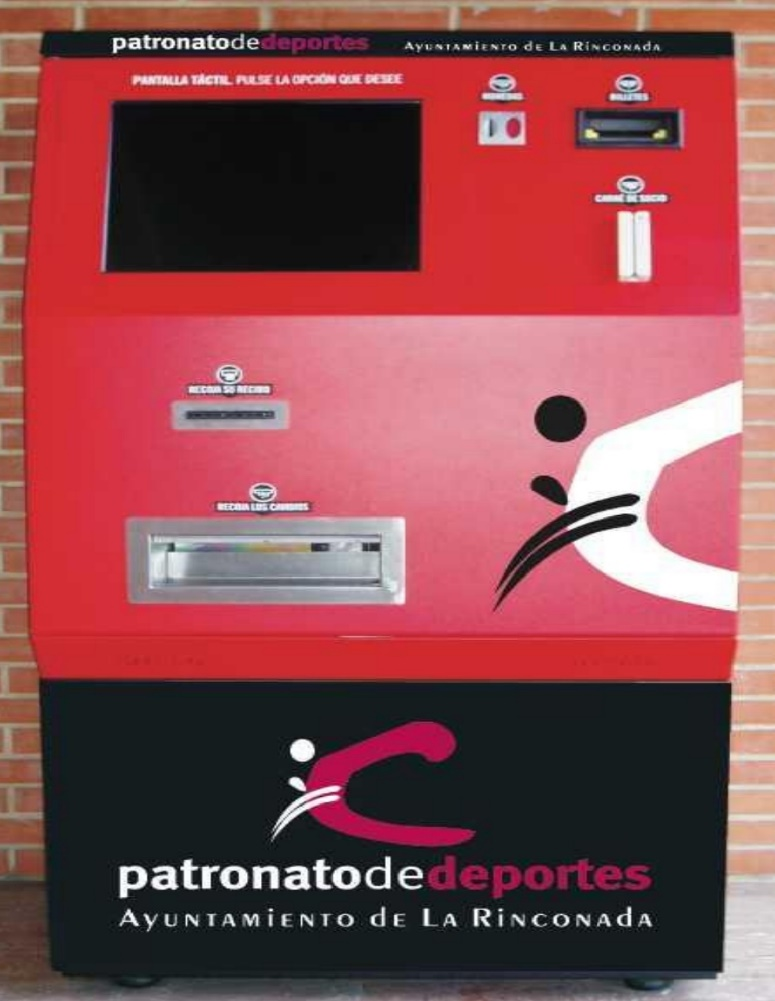 patronatodedeportes Ayuntamiento de La Rinconada
PANTALLA TÁCTIL. PULSE LA OPCIÓN QUE DESEE
MONEDAS
BILLETES
CARNÉ DE SOCIO
RECOJA SU RECIBO
RECOJA LOS CAMBIOS
patronatodedeportes
Ayuntamiento de La Rinconada